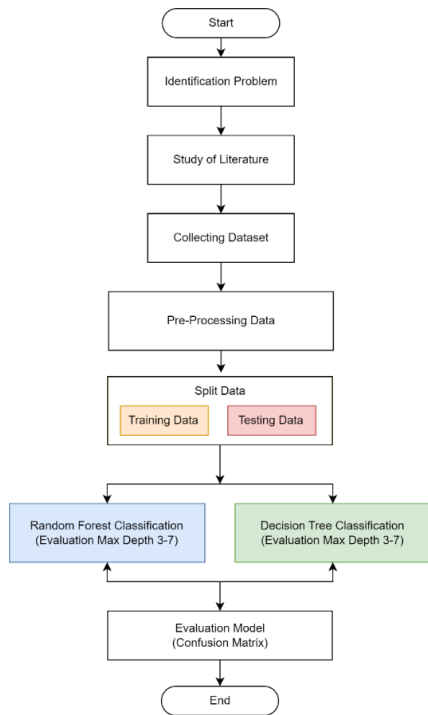 Start
Identification Problem
Study of Literature
Collecting Dataset
Pre-Processing Data
Split Data
Training Data
Testing Data
Random Forest Classification
(Evaluation Max Depth 3-7)
Decision Tree Classification
(Evaluation Max Depth 3-7)
Evaluation Model
(Confusion Matrix)
End